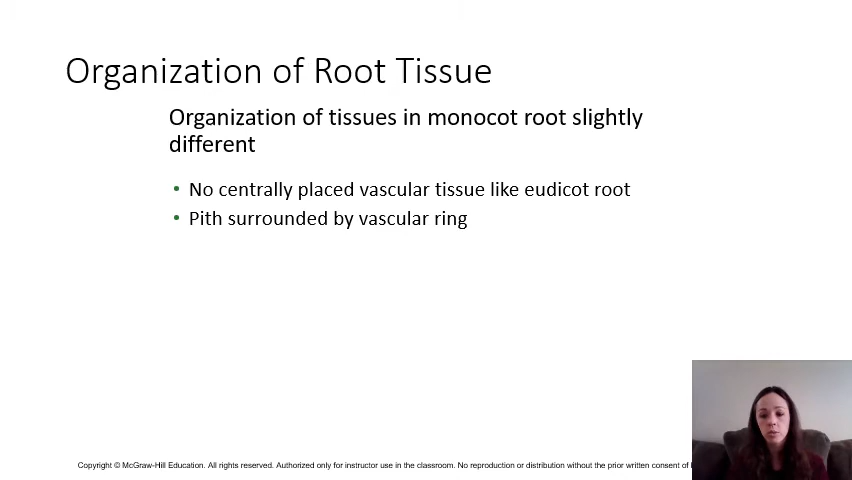 Organization of Root Tissue
Organization of tissues in monocot root slightly
different
• No centrally placed vascular tissue like eudicot root
• Pith surrounded by vascular ring
Copyright © McGraw-Hill Education. All rights reserved. Authorized only for instructor use in the classroom. No reproduction or distribution without the prior written consent of